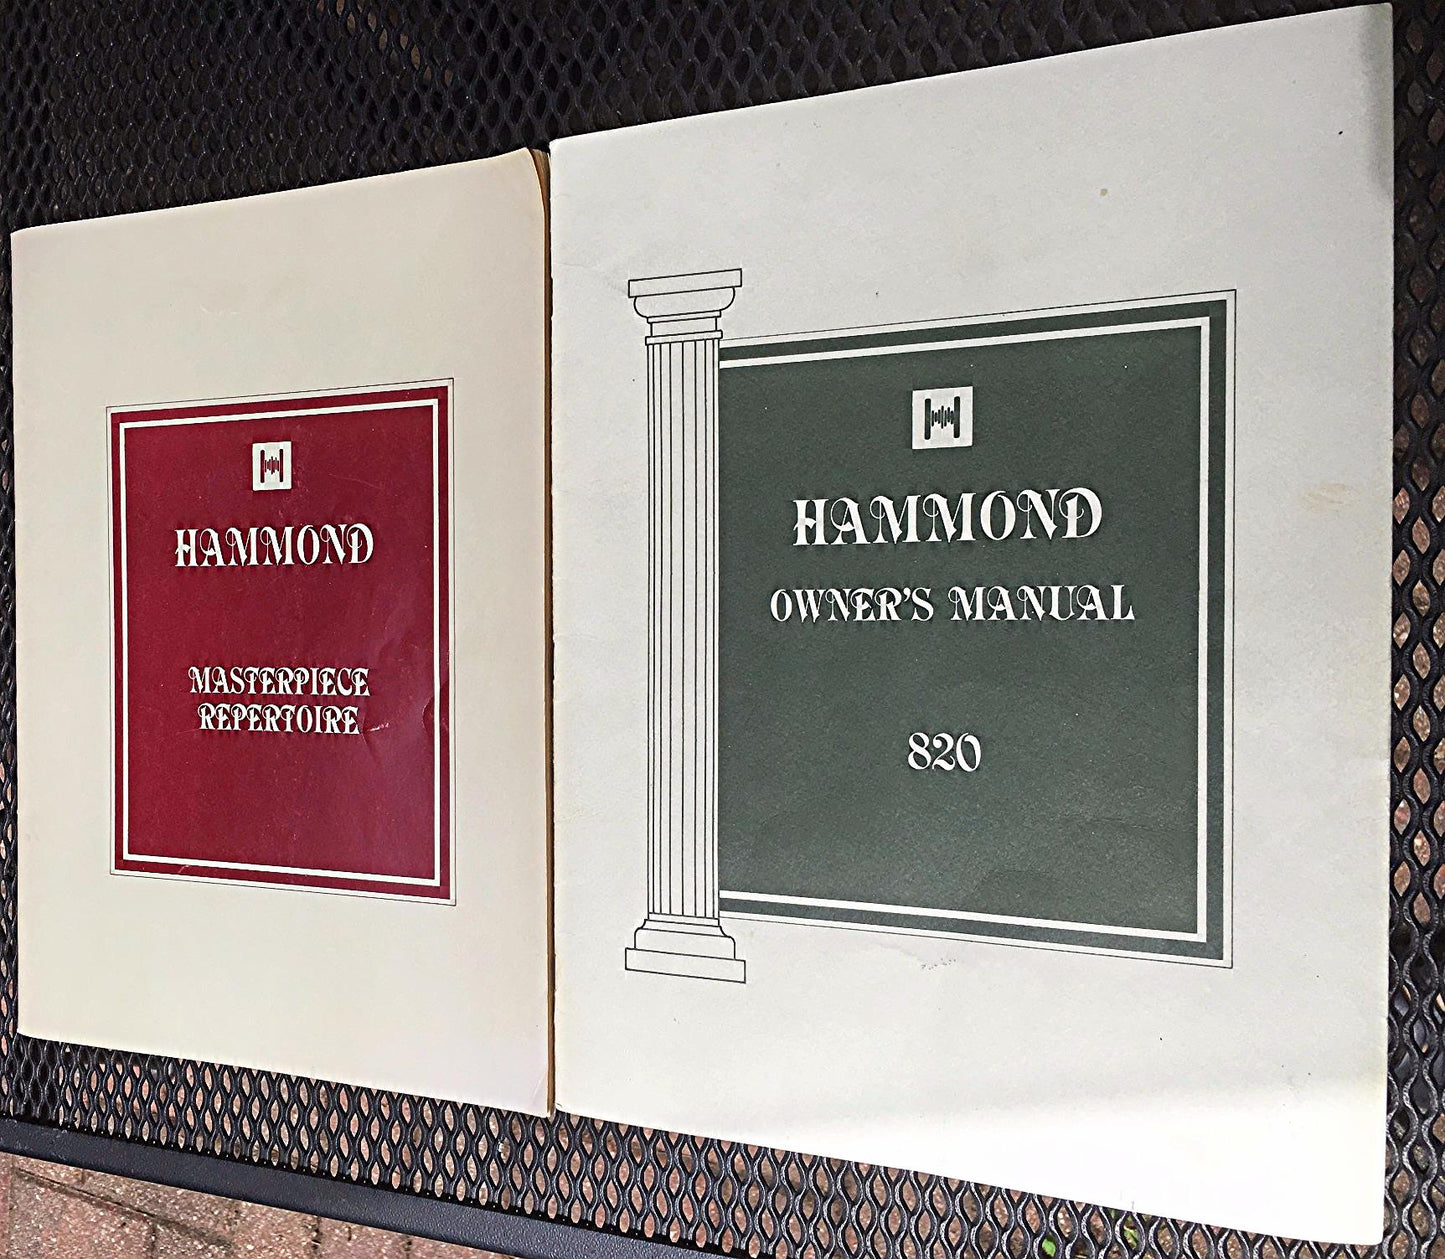 HAMMOND
MASTERPIECE
REPERTOIRE
HAMMOND
OWNER'S MANUAL
820